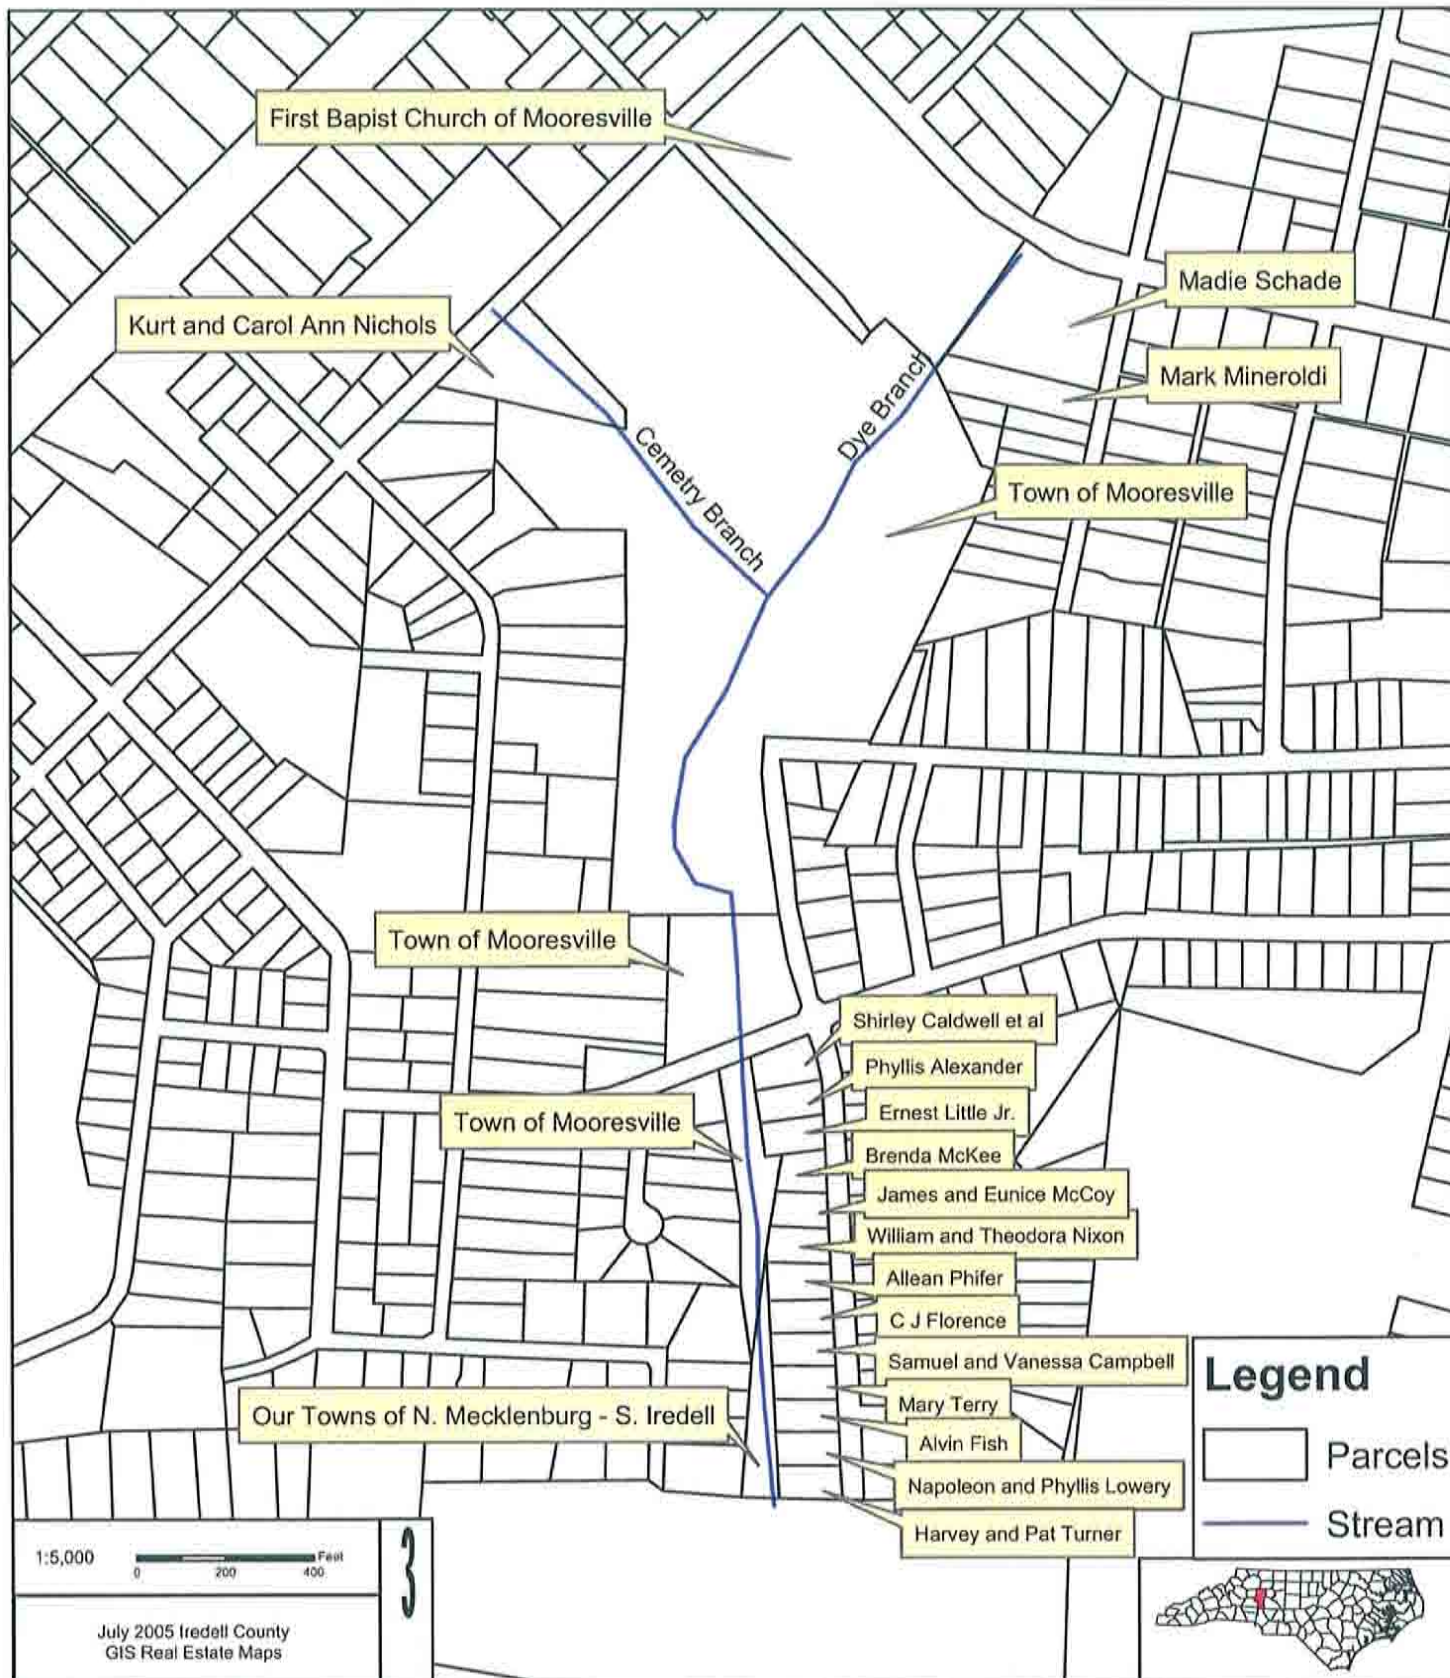 First Bapist Church of Mooresville
Madie Schade
Kurt and Carol Ann Nichols
Mark Mineroldi
Dye Branch
Cemetry Branch
Town of Mooresville
Town of Mooresville
Shirley Caldwell et al
Phyllis Alexander
Ernest Little Jr.
Town of Mooresville
Brenda McKee
James and Eunice McCoy
William and Theodora Nixon
Allean Phifer
C J Florence
Samuel and Vanessa Campbell
Mary Terry
Our Towns of N. Mecklenburg - S. Iredell
Alvin Fish
Napoleon and Phyllis Lowery
Harvey and Pat Turner
Legend
Parcels
Stream
1:5,000
Feet
0 200 400
3
July 2005 Iredell County
GIS Real Estate Maps